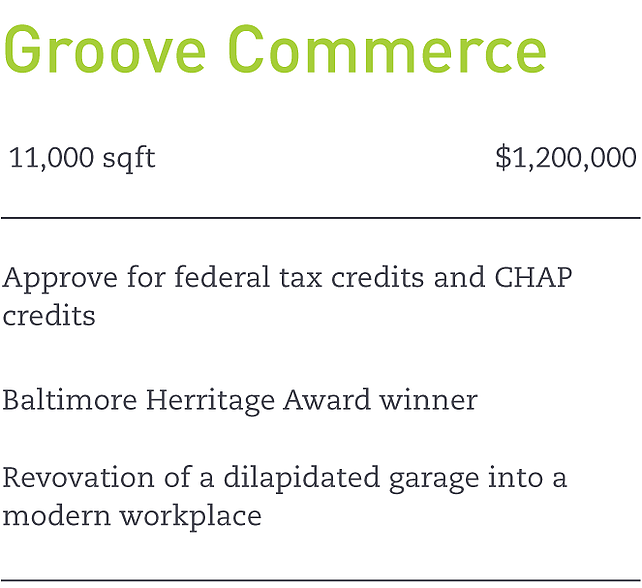 Groove Commerce
11,000 sqft $1,200,000
Approve for federal tax credits and CHAP
credits
Baltimore Herritage Award winner
Revovation of a dilapidated garage into a
modern workplace